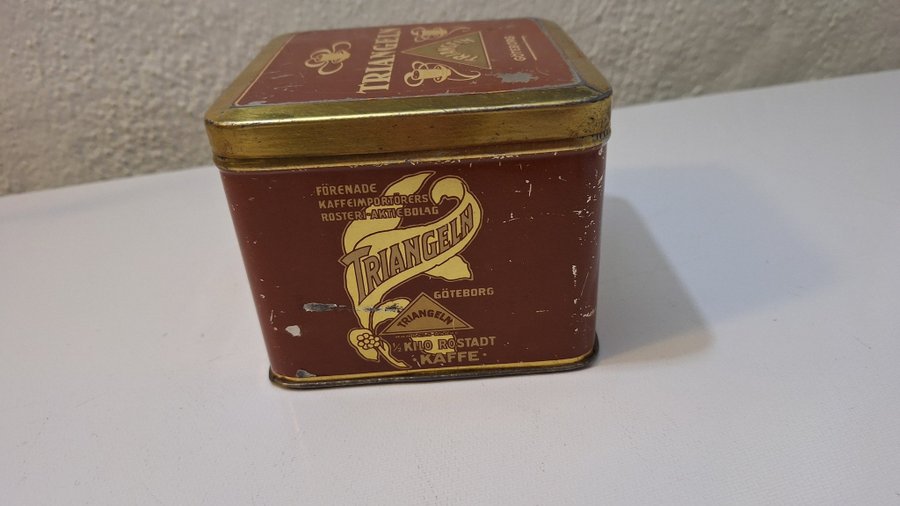 TRIANGELN
GÖTEBORG
FÖRENADE
KAFFEIMPORTÖRERS
ROSTERI-AKTIEBOLAG
TRIANGELN
GÖTEBORG
TRIANGELN
½ KILO ROSTADT
·KAFFE·